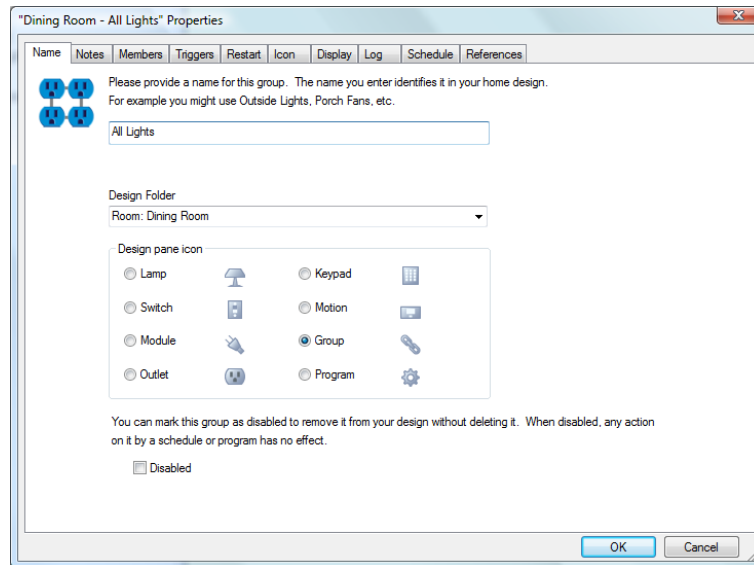 "Dining Room - All Lights" Properties
Name Notes Members Triggers Restart Icon Display Log Schedule References
Please provide a name for this group. The name you enter identifies it in your home design.
For example you might use Outside Lights, Porch Fans, etc.
All Lights
Design Folder
Room: Dining Room
Design pane icon
Lamp Keypad
Switch Motion
Module Group
Outlet Program
You can mark this group as disabled to remove it from your design without deleting it. When disabled, any action
on it by a schedule or program has no effect.
Disabled
OK Cancel